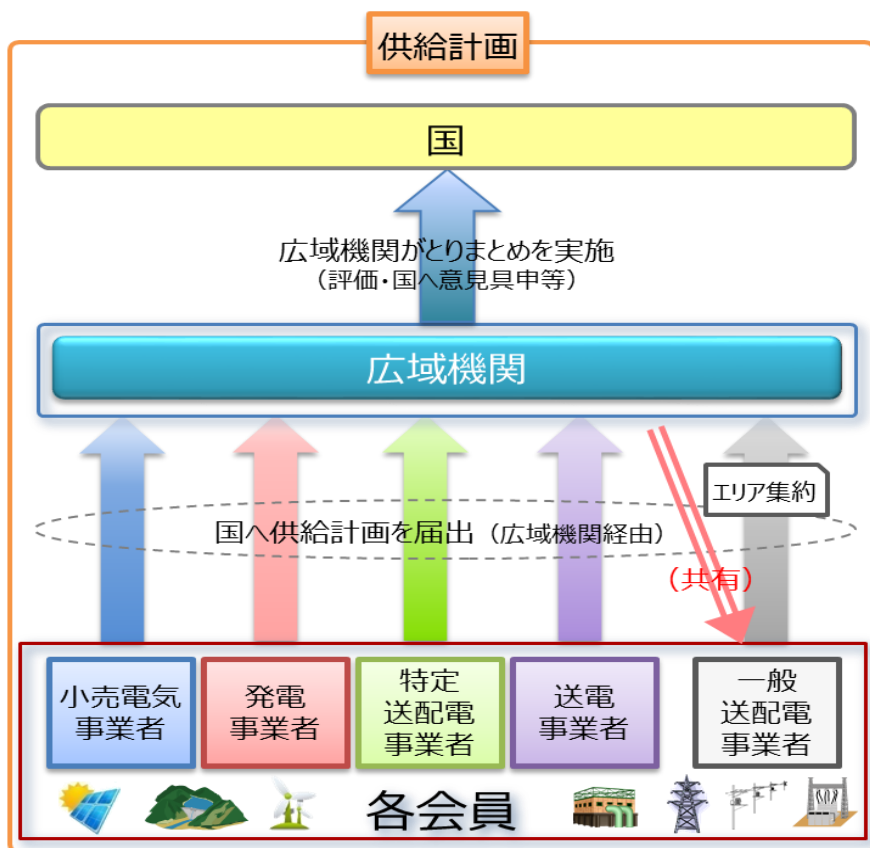 供給計画
国
広域機関がとりまとめを実施
（評価・国へ意見具申等）
広域機関
エリア集約
国へ供給計画を届出（広域機関経由）
（共有）
小売電気
事業者
発電
事業者
特定
送配電
事業者
送電
事業者
一般
送配電
事業者
各会員